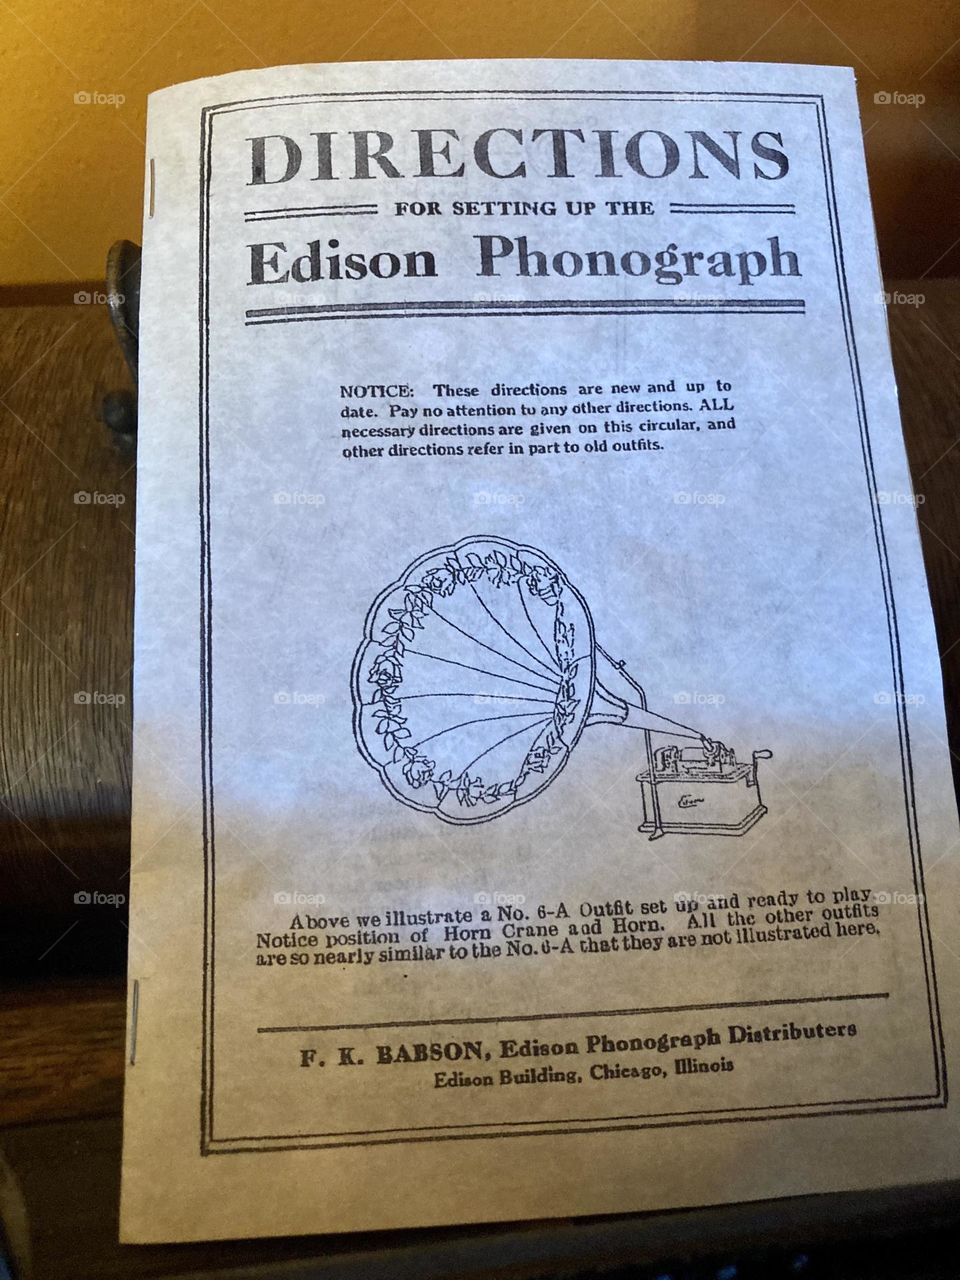 DIRECTIONS
FOR SETTING UP THE
Edison Phonograph
NOTICE: These directions are new and up to
date. Pay no attention to any other directions. ALL
necessary directions are given on this circular, and
other directions refer in part to old outfits.
Edison
Above we illustrate a No. 6-A Outfit set up and ready to play.
Notice position of Horn Crane and Horn. All the other outfits
are so nearly similar to the No. 6-A that they are not illustrated here.
F. K. BABSON, Edison Phonograph Distributers
Edison Building, Chicago, Illinois
foap